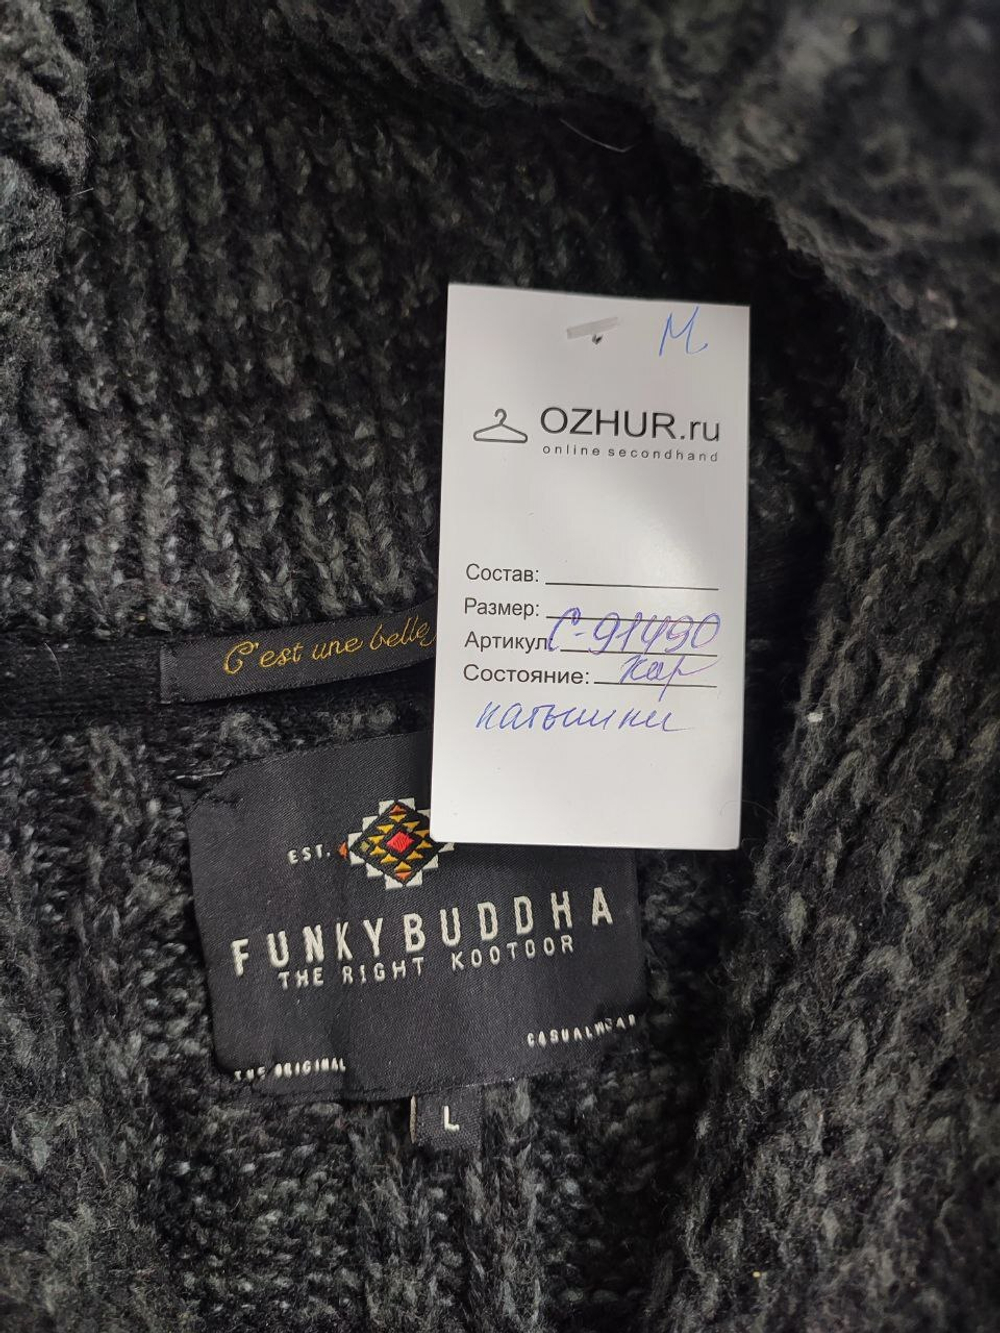 М
OZHUR.ru
online secondhand
Состав:
Размер:
Артикул: С-91490
Состояние: хор
катышки
C'est une belle
EST.
FUNKYBUDDHA
THE RIGHT KOOTOOR
THE ORIGINAL
CASUALWEAR
L